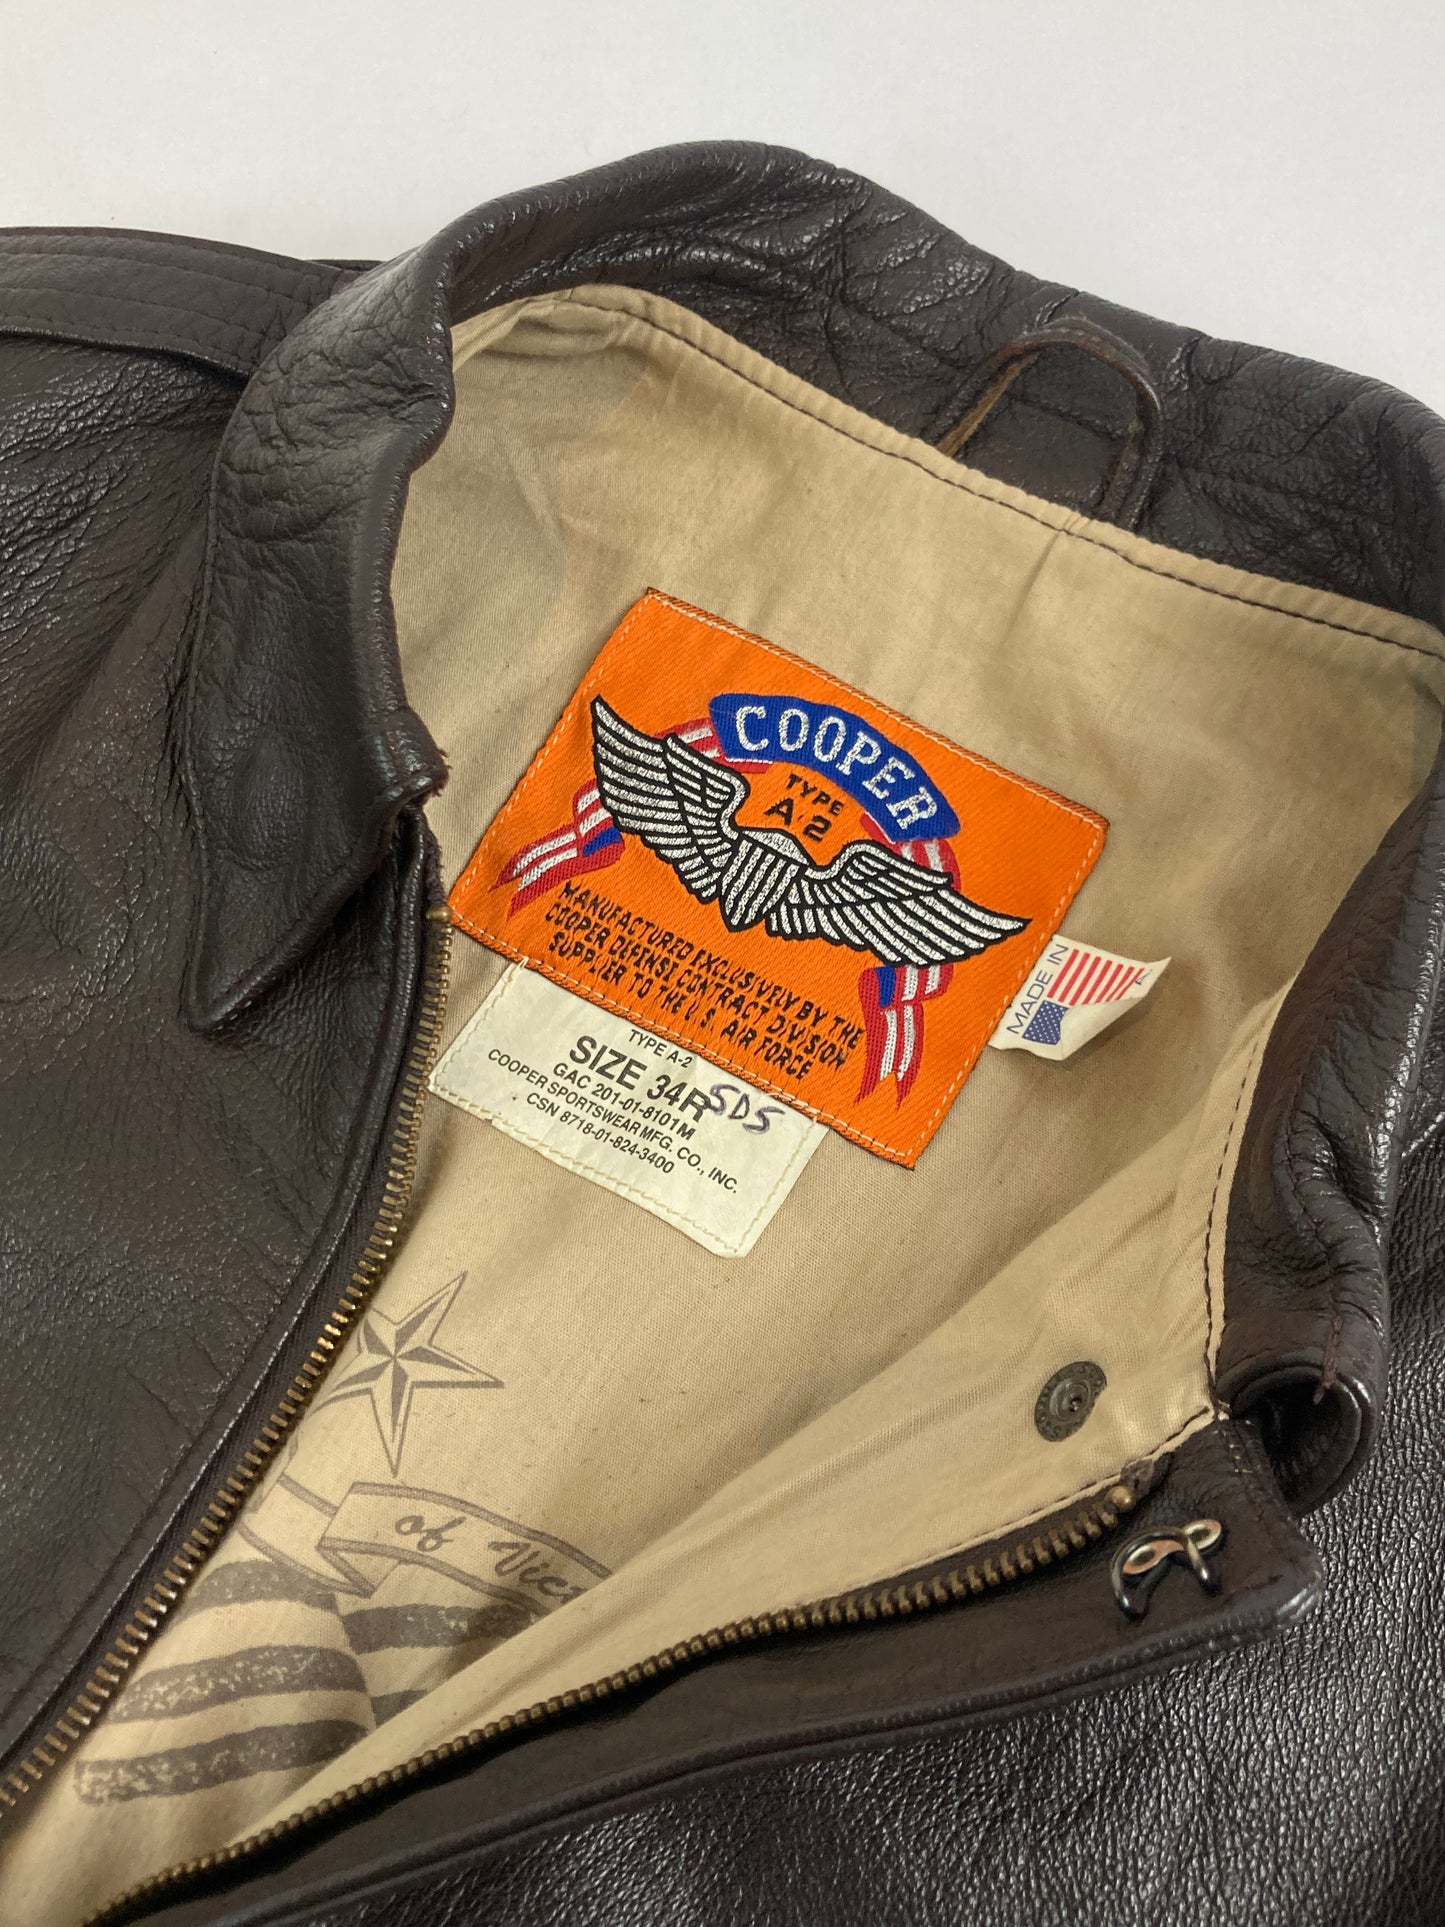 COOPER
TYPE
A-2
MANUFACTURED EXCLUSIVELY BY THE
COOPER DEFENSE CONTRACT DIVISION
SUPPLIER TO THE U.S. AIR FORCE
MADE IN
TYPE A-2
SIZE 34R SDS
GAC 201-01-8101M
COOPER SPORTSWEAR MFG. CO., INC.
CSN 8718-01-824-3400
of